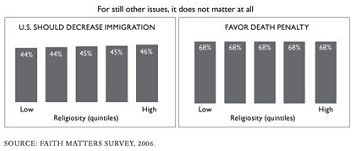 For still other issues, it does not matter at all
U.S. SHOULD DECREASE IMMIGRATION
44% 44% 45% 45% 46%
Low High
Religiosity (quintiles)
FAVOR DEATH PENALTY
68% 68% 68% 68% 68%
Low High
Religiosity (quintiles)
SOURCE: FAITH MATTERS SURVEY, 2006.